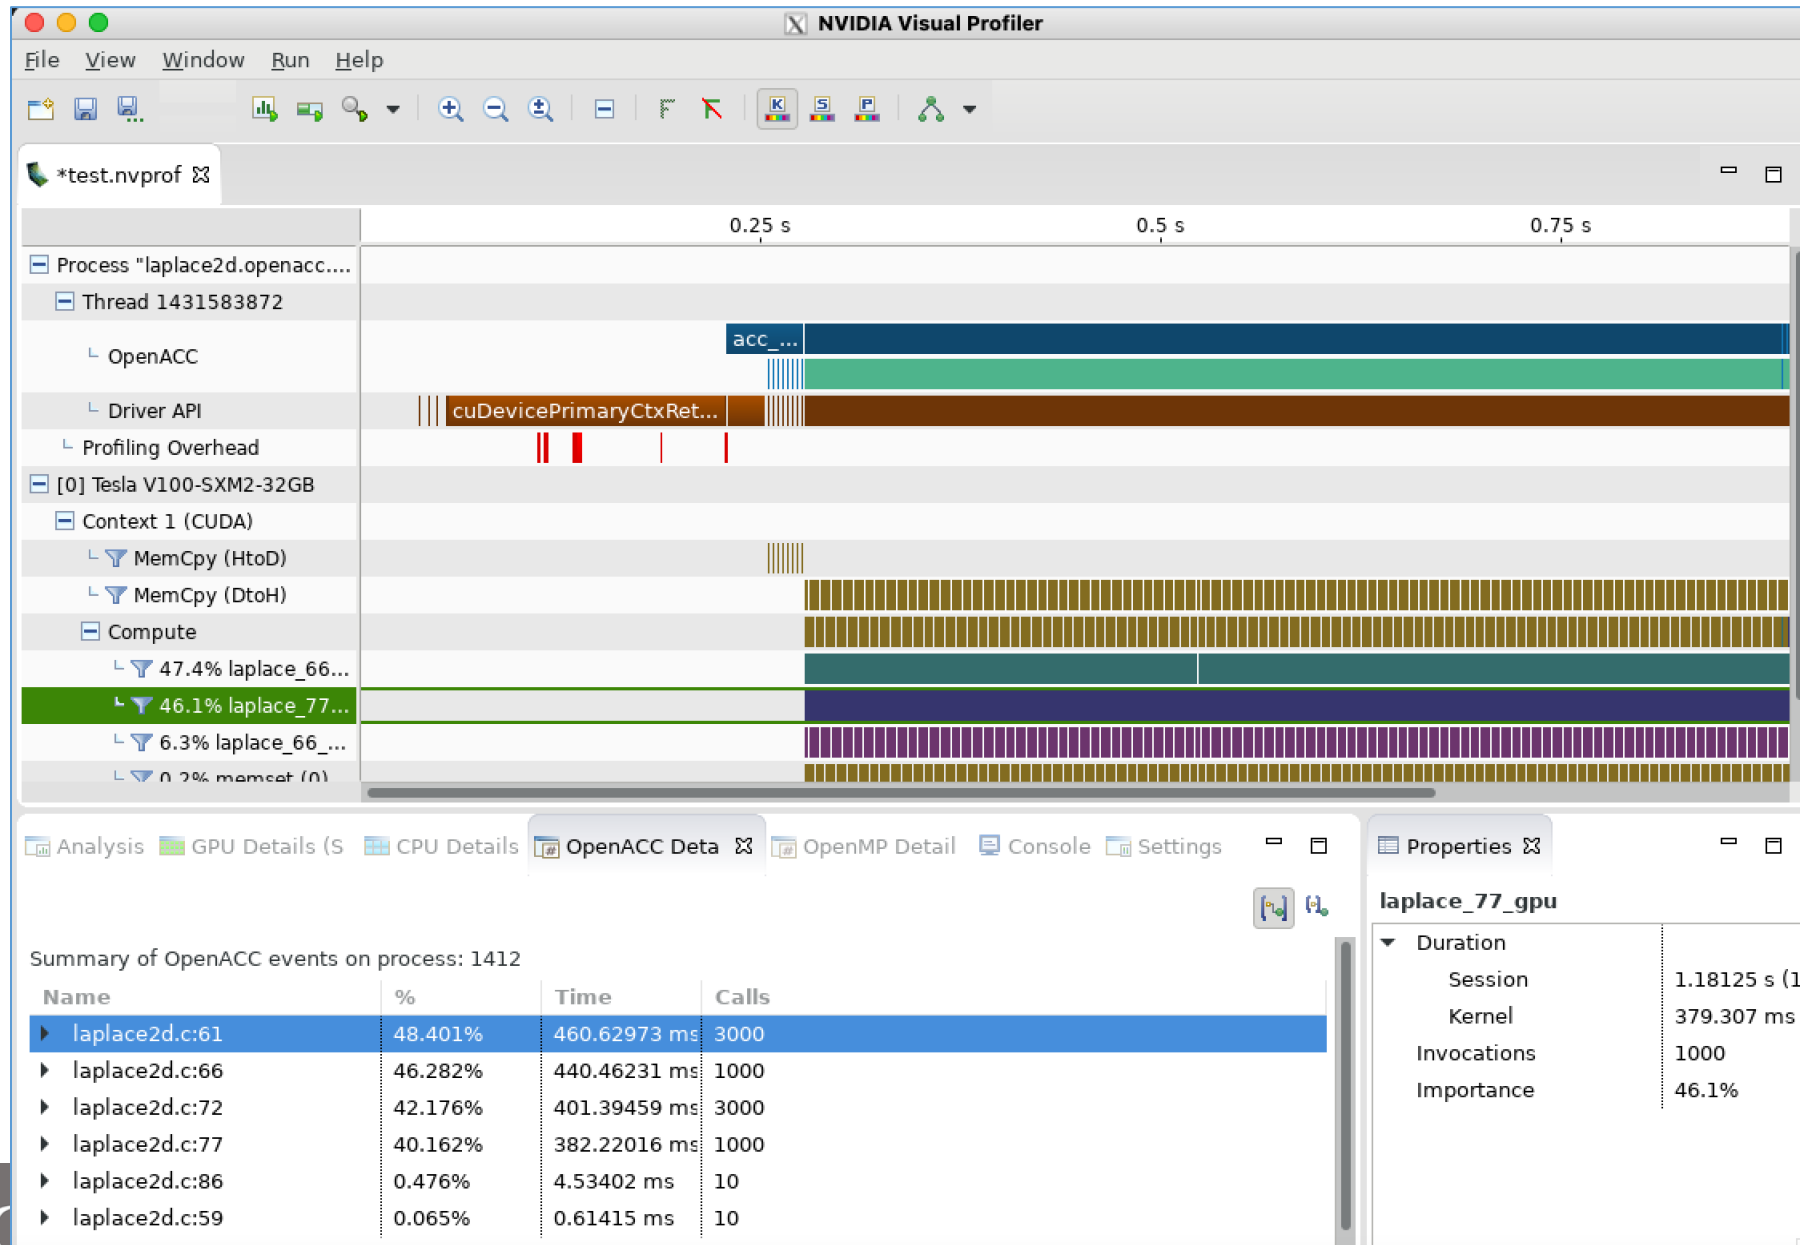 NVIDIA Visual Profiler
File View Window Run Help
K S P
*test.nvprof
0.25 s 0.5 s 0.75 s
Process "laplace2d.openacc....
Thread 1431583872
OpenACC acc_...
Driver API cuDevicePrimaryCtxRet...
Profiling Overhead
[0] Tesla V100-SXM2-32GB
Context 1 (CUDA)
MemCpy (HtoD)
MemCpy (DtoH)
Compute
47.4% laplace_66...
46.1% laplace_77...
6.3% laplace_66_...
0.2% memset (0)
Analysis GPU Details (S CPU Details OpenACC Deta OpenMP Detail Console Settings
Summary of OpenACC events on process: 1412
Name % Time Calls
laplace2d.c:61 48.401% 460.62973 ms 3000
laplace2d.c:66 46.282% 440.46231 ms 1000
laplace2d.c:72 42.176% 401.39459 ms 3000
laplace2d.c:77 40.162% 382.22016 ms 1000
laplace2d.c:86 0.476% 4.53402 ms 10
laplace2d.c:59 0.065% 0.61415 ms 10
Properties
laplace_77_gpu
Duration
Session 1.18125 s (1
Kernel 379.307 ms
Invocations 1000
Importance 46.1%